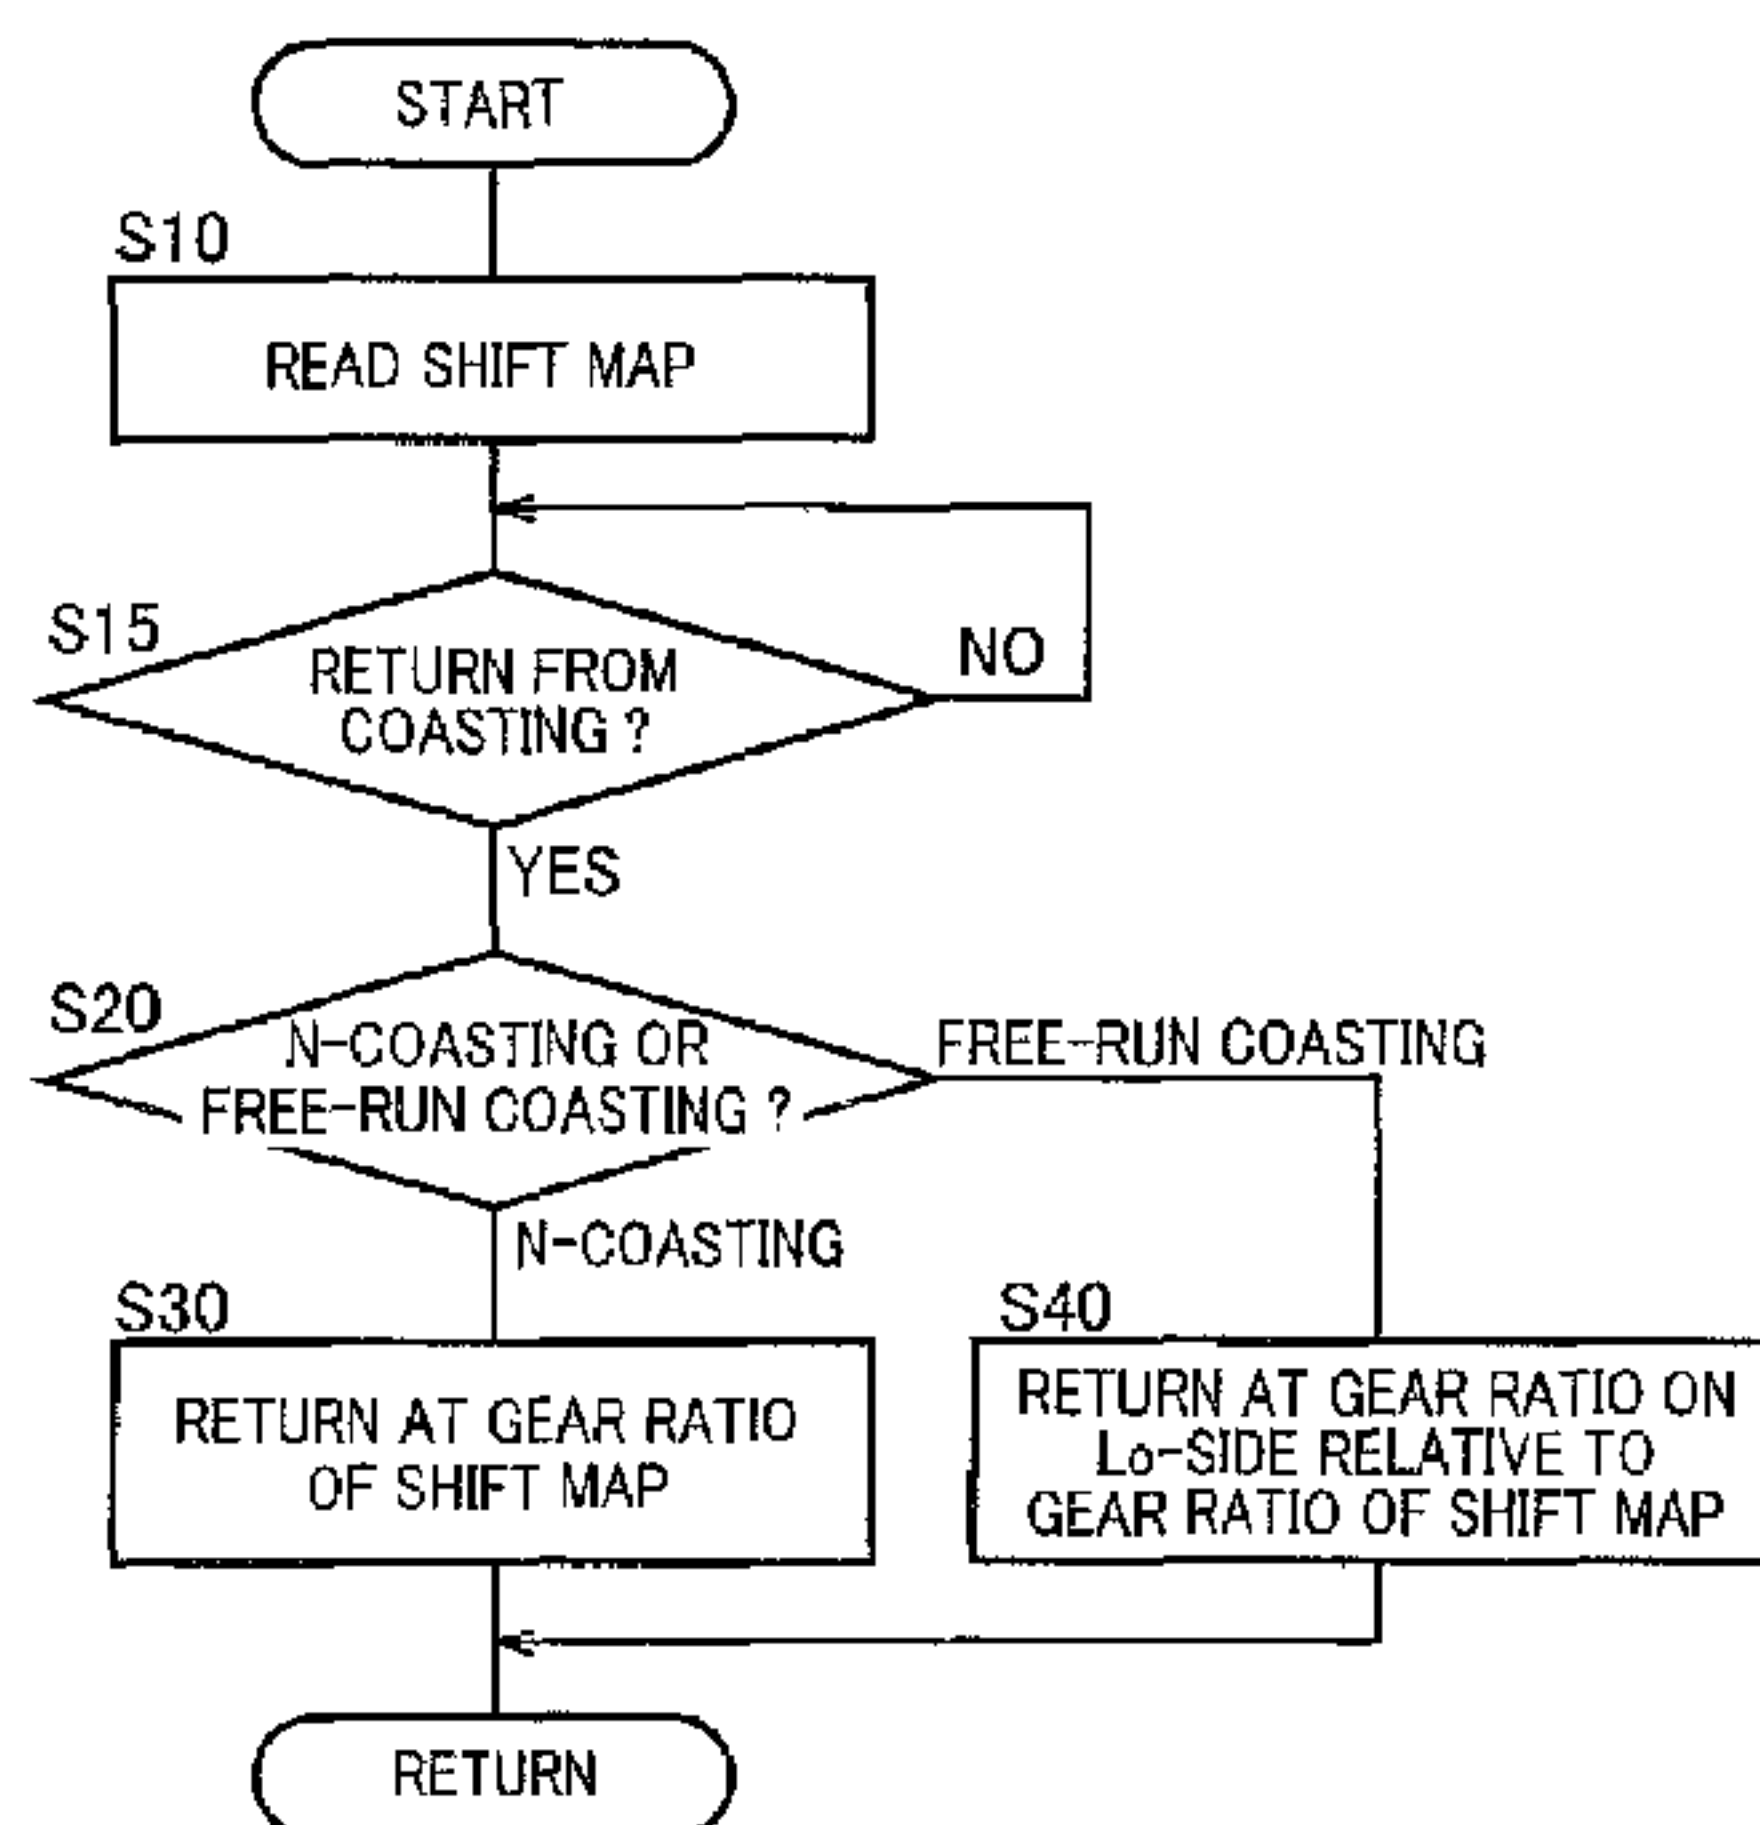 START
S10
READ SHIFT MAP
S15
RETURN FROM
COASTING ?
NO
YES
S20
N-COASTING OR
FREE-RUN COASTING ?
FREE-RUN COASTING
N-COASTING
S30
RETURN AT GEAR RATIO
OF SHIFT MAP
S40
RETURN AT GEAR RATIO ON
Lo-SIDE RELATIVE TO
GEAR RATIO OF SHIFT MAP
RETURN